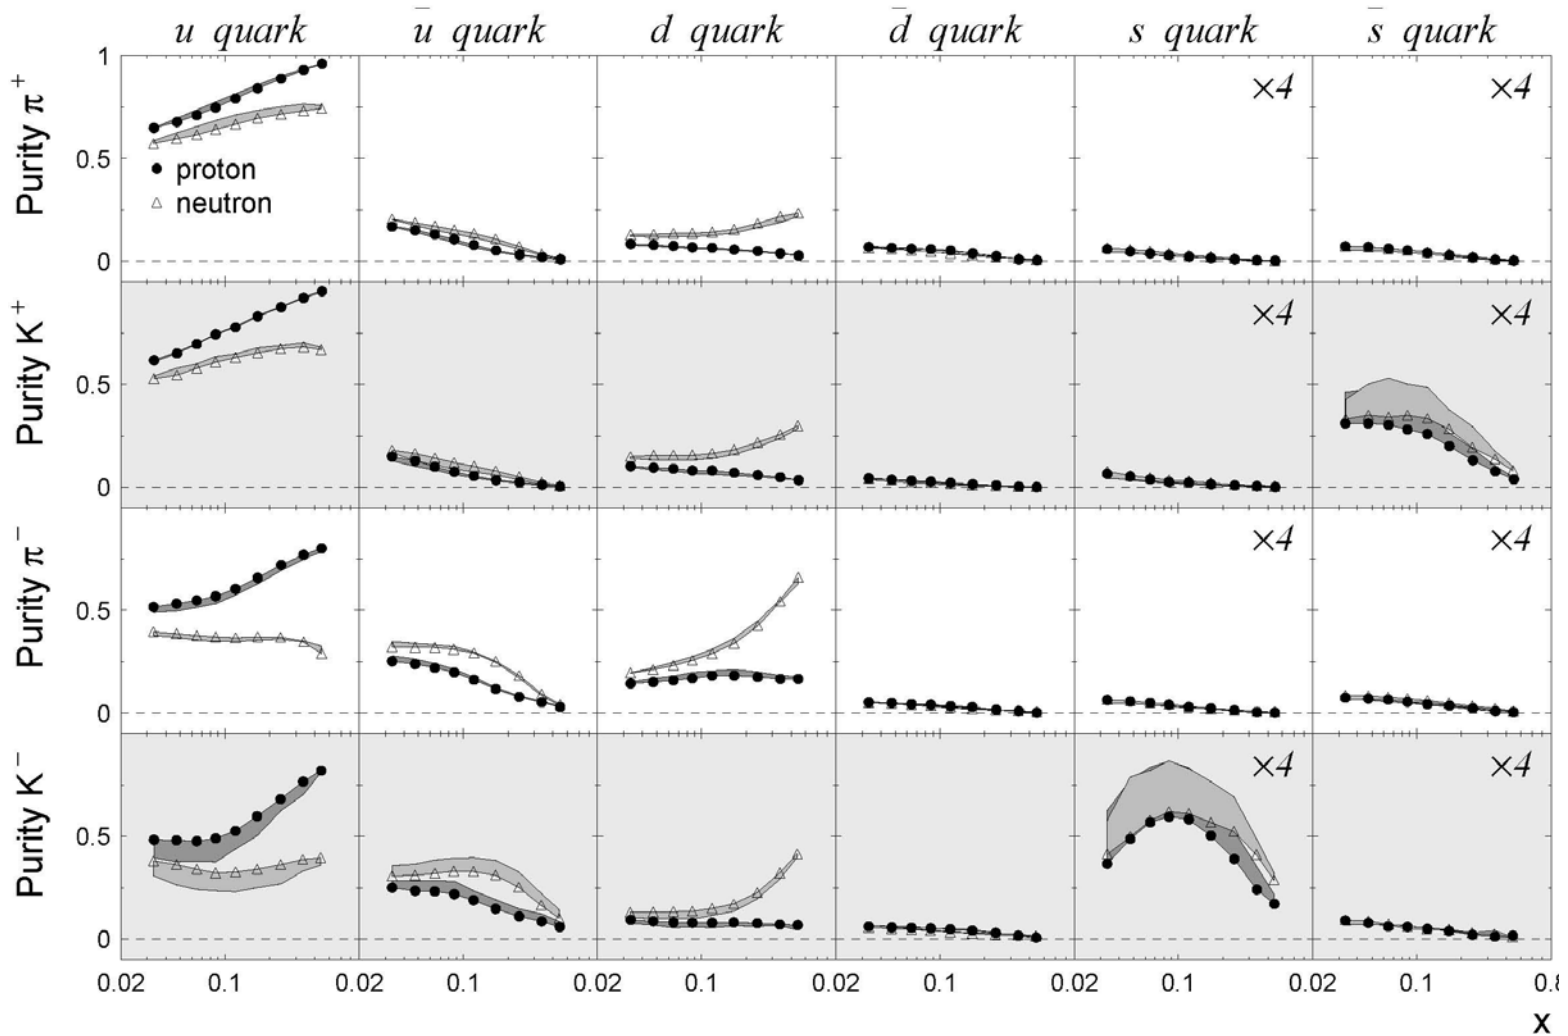 u quark u̅ quark d quark d̅ quark s quark s̅ quark
Purity π⁺
1
0.5
0
proton
neutron
×4 ×4
Purity K⁺
0.5
0
×4 ×4
Purity π⁻
0.5
0
×4 ×4
Purity K⁻
0.5
0
×4 ×4
0.02 0.1 0.02 0.1 0.02 0.1 0.02 0.1 0.02 0.1 0.02 0.1 0.8
x